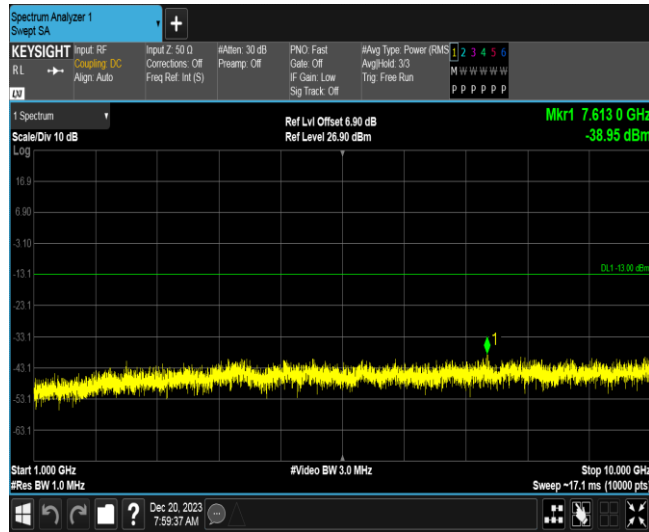 Spectrum Analyzer 1
Swept SA
+
KEYSIGHT
RL
LXI
Input: RF
Coupling: DC
Align: Auto
Input Z: 50 Ω
Corrections: Off
Freq Ref: Int (S)
#Atten: 30 dB
Preamp: Off
PNO: Fast
Gate: Off
IF Gain: Low
Sig Track: Off
#Avg Type: Power (RMS
Avg|Hold: 3/3
Trig: Free Run
1 2 3 4 5 6
M W W W W W
P P P P P P
1 Spectrum
Scale/Div 10 dB
Log
Ref Lvl Offset 6.90 dB
Ref Level 26.90 dBm
Mkr1 7.613 0 GHz
-38.95 dBm
16.9
6.90
-3.10
-13.1
DL1 -13.00 dBm
-23.1
-33.1
1
-43.1
-53.1
-63.1
Start 1.000 GHz
#Res BW 1.0 MHz
#Video BW 3.0 MHz
Stop 10.000 GHz
Sweep ~17.1 ms (10000 pts)
?
Dec 20, 2023
7:59:37 AM